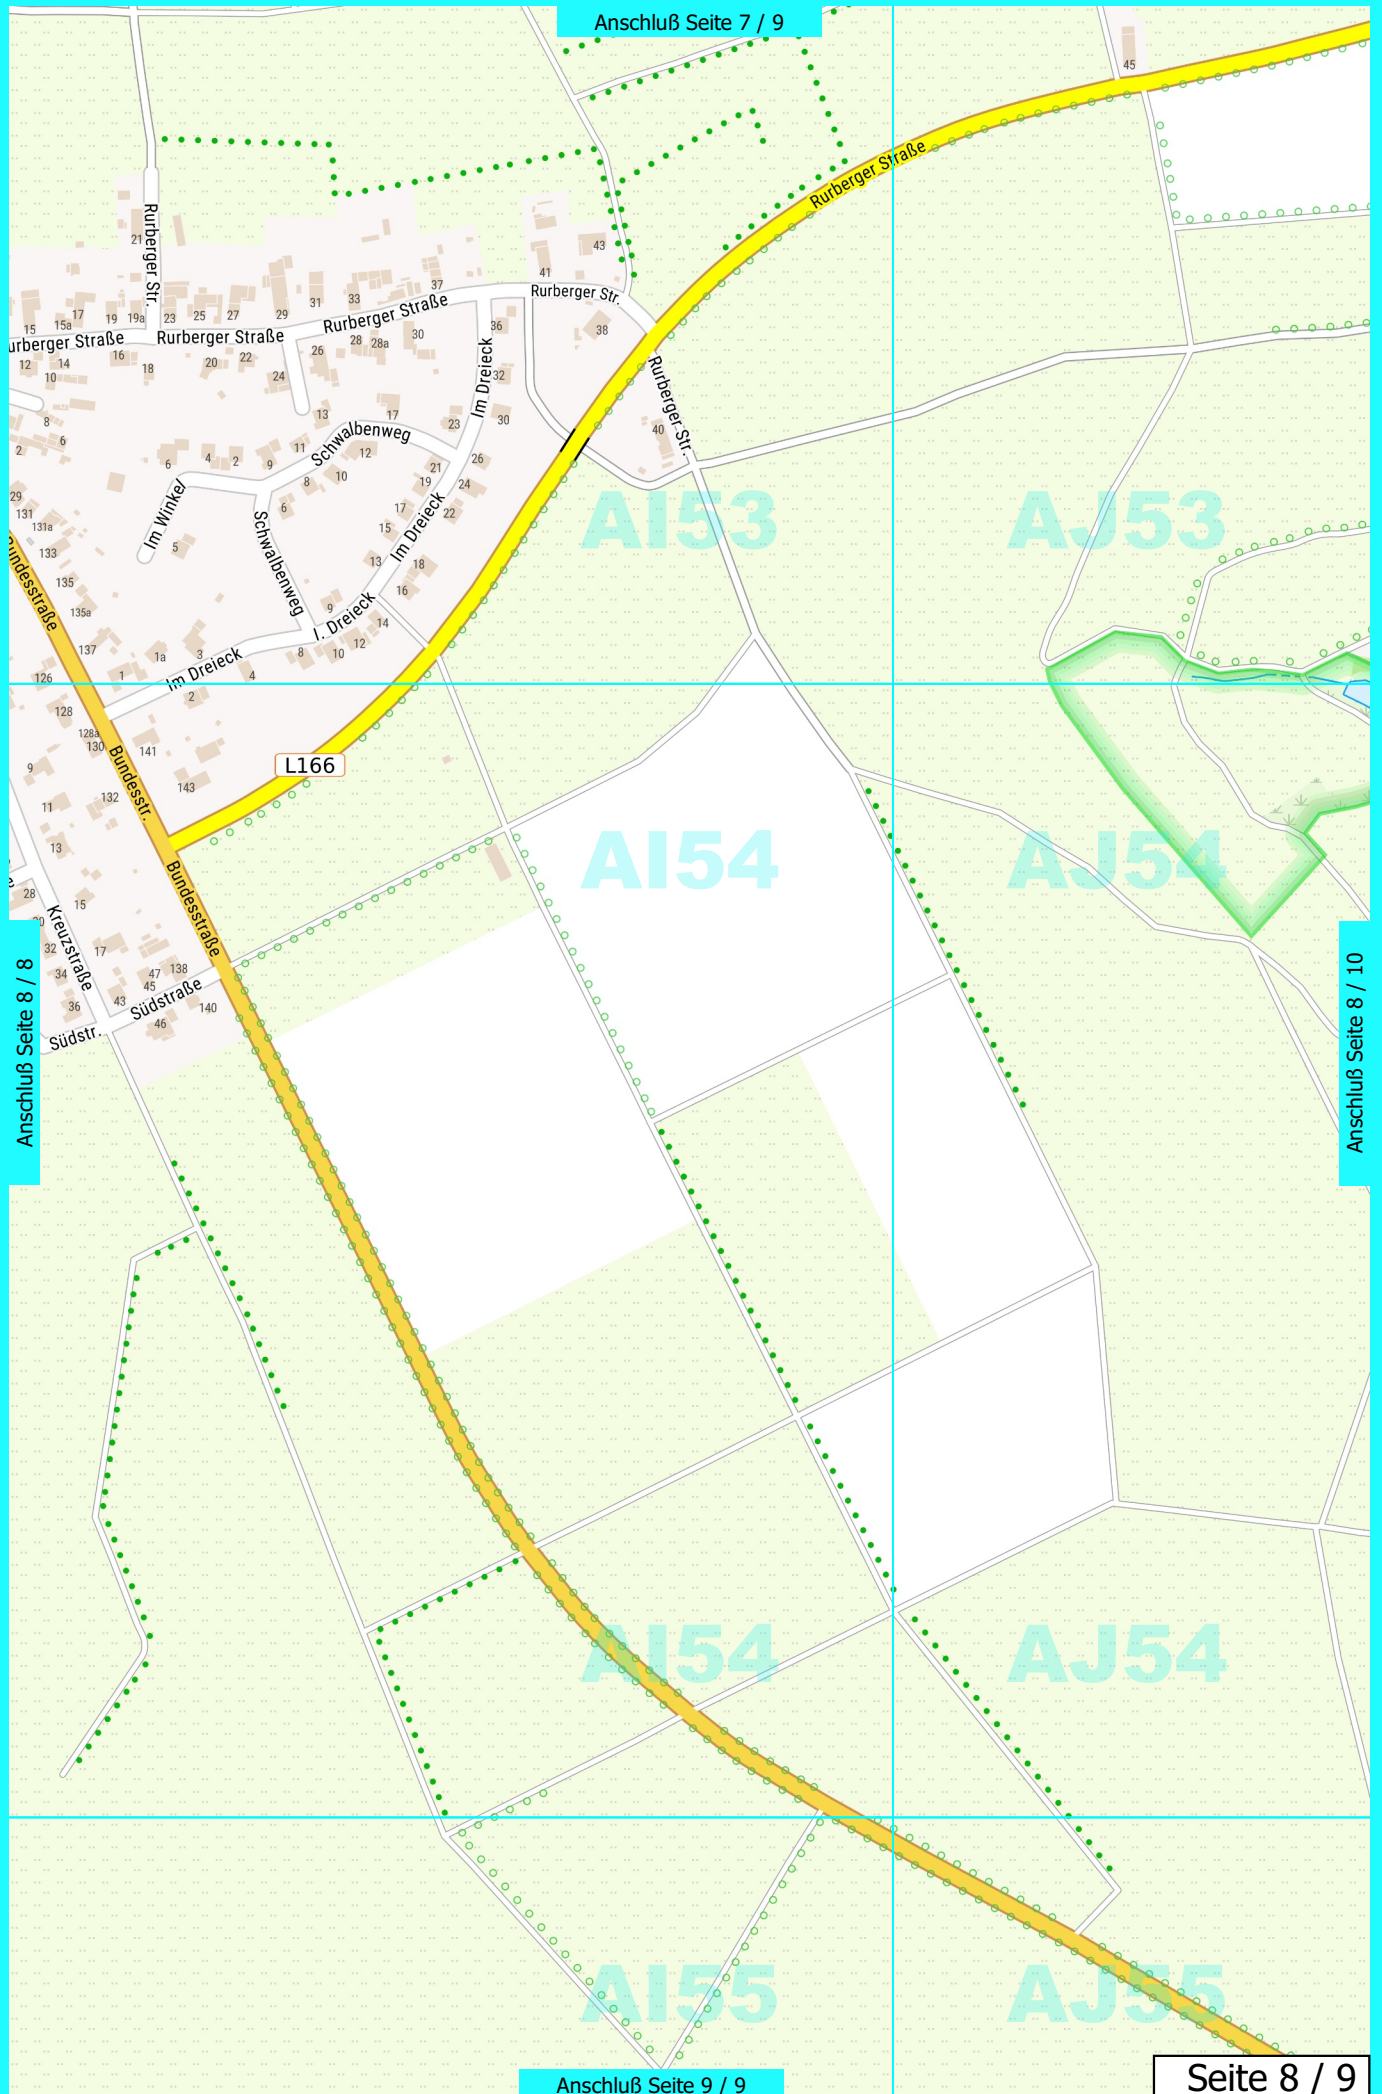 Anschluß Seite 7 / 9
45
Rurberger Straße
Rurberger Str.
21
43
41
37
Rurberger Str.
31
33
29
15
15a
17
19
19a
23
25
27
Rurberger Straße
Rurberger Straße
30
36
38
12
14
10
16
18
20
22
24
26
28
28a
32
Im Dreieck
Rurberger Str.
8
6
2
13
17
23
30
40
Schwalbenweg
6
4
2
9
11
12
8
10
21
19
26
24
29
131
131a
133
Im Winkel
6
5
Schwalbenweg
17
15
22
Im Dreieck
AI53
AJ53
135
135a
13
18
16
Bundesstraße
9
I. Dreieck
14
12
10
8
137
1a
3
1
Im Dreieck
4
2
126
128
128a
130
141
143
132
Bundesstr.
L166
9
11
13
AI54
AJ54
Bundesstraße
28
15
Kreuzstraße
32
17
34
36
47
45
138
43
Südstraße
140
46
Südstr.
Anschluß Seite 8 / 8
Anschluß Seite 8 / 10
AI54
AJ54
AI55
AJ55
Anschluß Seite 9 / 9
Seite 8 / 9